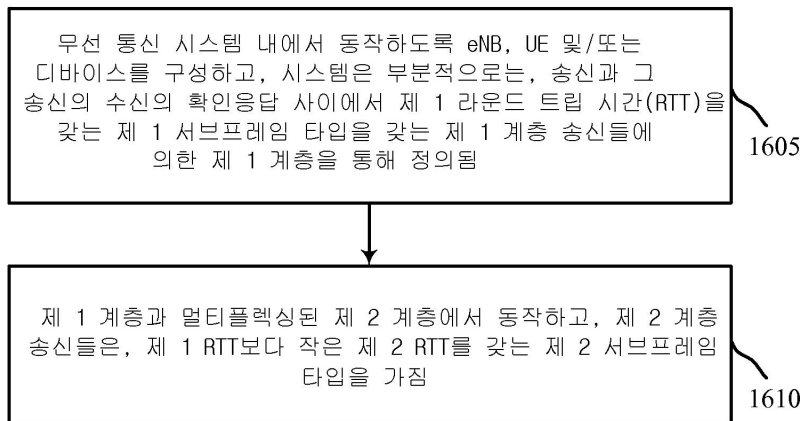 무선 통신 시스템 내에서 동작하도록 eNB, UE 및/또는
디바이스를 구성하고, 시스템은 부분적으로는, 송신과 그
송신의 수신의 확인응답 사이에서 제 1 라운드 트립 시간(RTT)을
갖는 제 1 서브프레임 타입을 갖는 제 1 계층 송신들에
의한 제 1 계층을 통해 정의됨
1605
제 1 계층과 멀티플렉싱된 제 2 계층에서 동작하고, 제 2 계층
송신들은, 제 1 RTT보다 작은 제 2 RTT를 갖는 제 2 서브프레임
타입을 가짐
1610